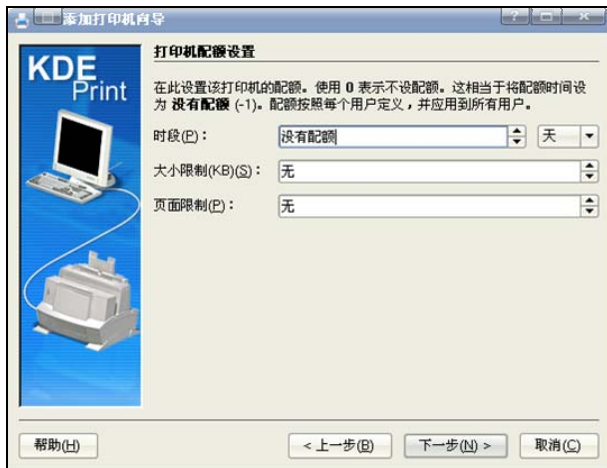 添加打印机向导
KDE
Print
打印机配额设置
在此设置该打印机的配额。使用 0 表示不设配额。这相当于将配额时间设
为 没有配额 (-1)。配额按照每个用户定义，并应用到所有用户。
时段(P)： 没有配额 天
大小限制(KB)(S)： 无
页面限制(P)： 无
帮助(H) < 上一步(B) 下一步(N) > 取消(C)